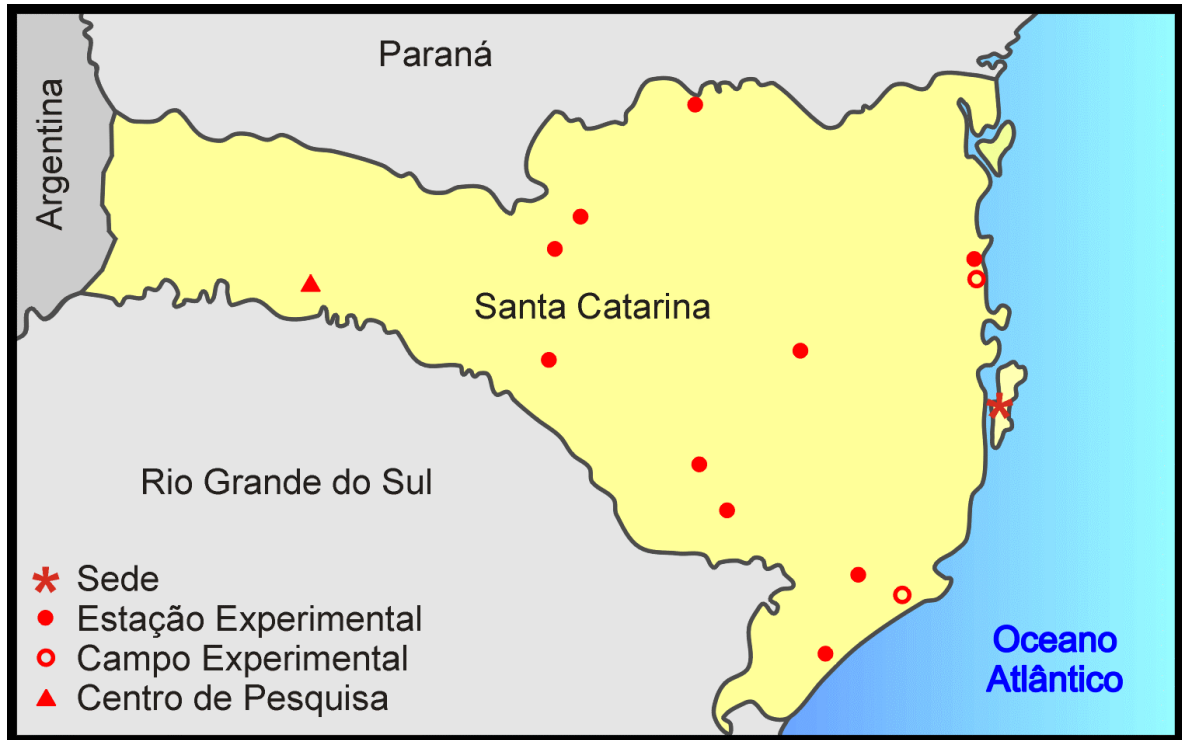 Paraná
Argentina
Santa Catarina
Rio Grande do Sul
Sede
Estação Experimental
Campo Experimental
Centro de Pesquisa
Oceano
Atlântico